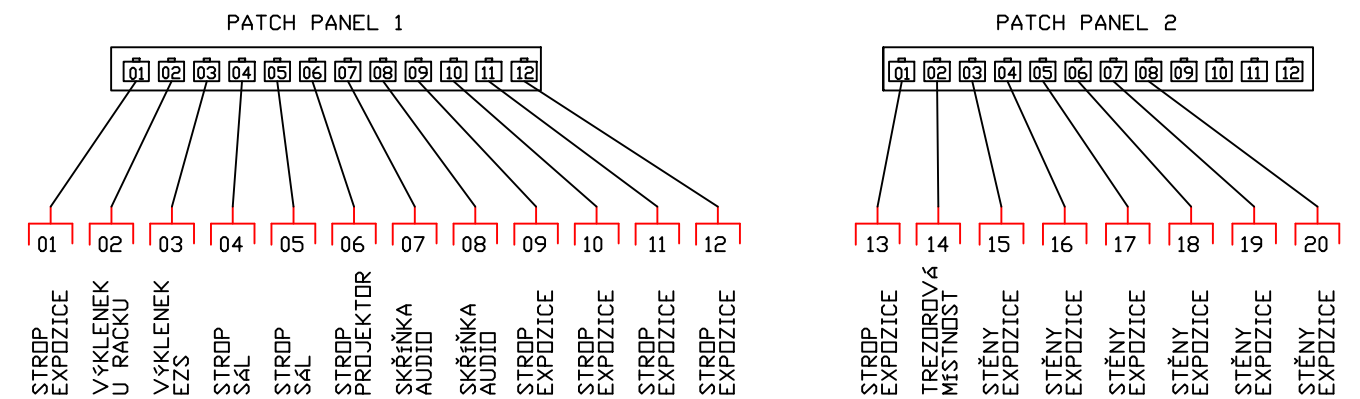 PATCH PANEL 1
01 02 03 04 05 06 07 08 09 10 11 12
01 02 03 04 05 06 07 08 09 10 11 12
STROP
EXPOZICE
VÝKLENEK
U RACKU
VÝKLENEK
EZS
STROP
SÁL
STROP
SÁL
STROP
PROJEKTOR
SKŘÍŇKA
AUDIO
SKŘÍŇKA
AUDIO
STROP
EXPOZICE
STROP
EXPOZICE
STROP
EXPOZICE
STROP
EXPOZICE
PATCH PANEL 2
01 02 03 04 05 06 07 08 09 10 11 12
13 14 15 16 17 18 19 20
STROP
EXPOZICE
TREZOROVÁ
MÍSTNOST
STĚNY
EXPOZICE
STĚNY
EXPOZICE
STĚNY
EXPOZICE
STĚNY
EXPOZICE
STĚNY
EXPOZICE
STĚNY
EXPOZICE